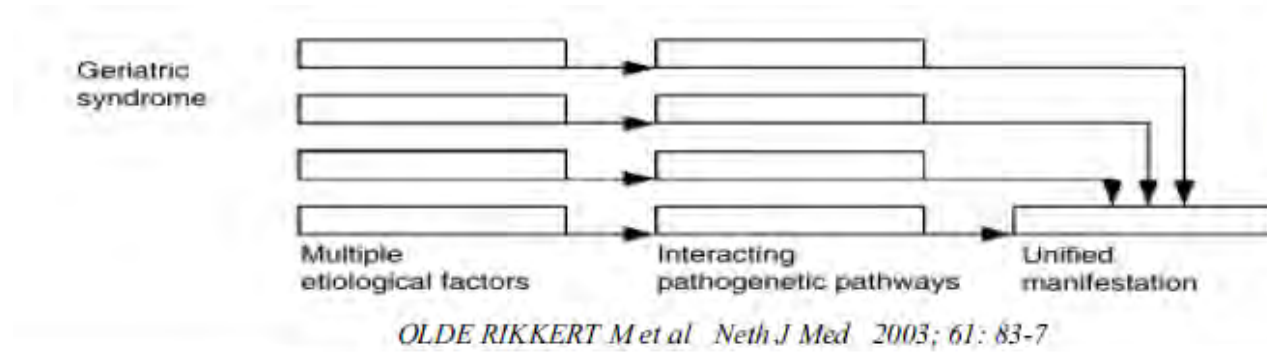 Geriatric
syndrome
Multiple
etiological factors
Interacting
pathogenetic pathways
Unified
manifestation
OLDE RIKKERT M et al Neth J Med 2003; 61: 83-7